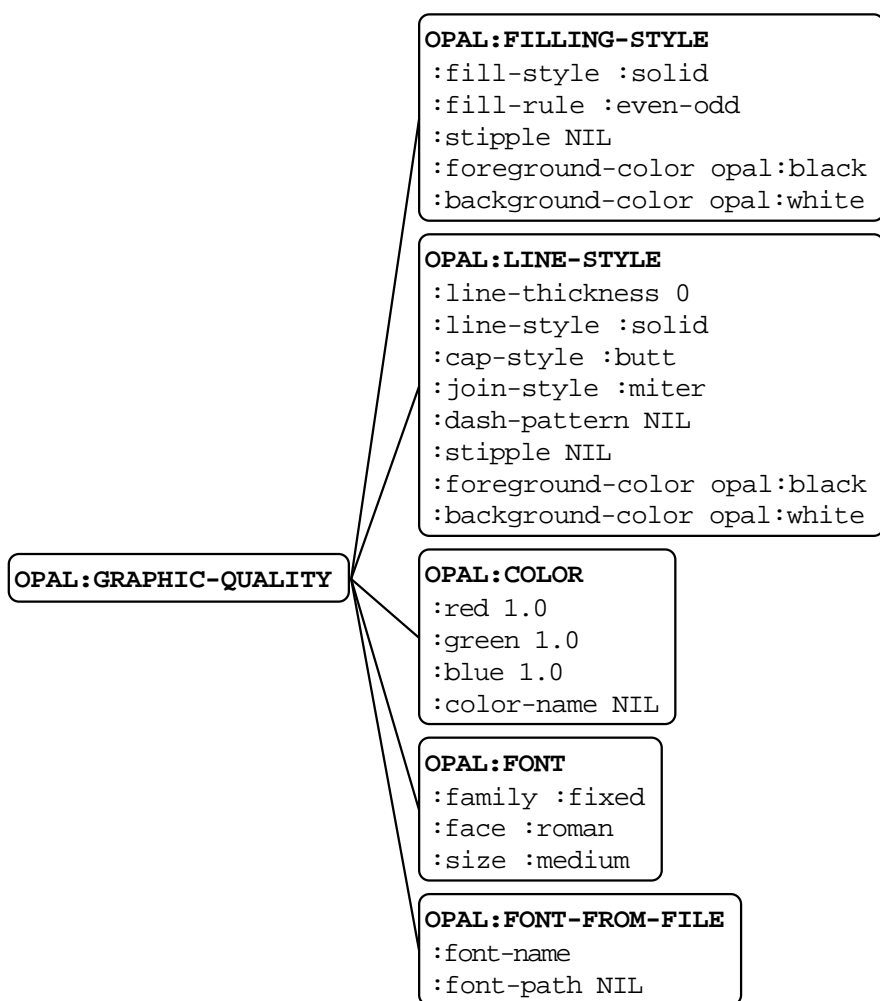 OPAL:FILLING-STYLE
:fill-style :solid
:fill-rule :even-odd
:stipple NIL
:foreground-color opal:black
:background-color opal:white
OPAL:LINE-STYLE
:line-thickness 0
:line-style :solid
:cap-style :butt
:join-style :miter
:dash-pattern NIL
:stipple NIL
:foreground-color opal:black
:background-color opal:white
OPAL:GRAPHIC-QUALITY
OPAL:COLOR
:red 1.0
:green 1.0
:blue 1.0
:color-name NIL
OPAL:FONT
:family :fixed
:face :roman
:size :medium
OPAL:FONT-FROM-FILE
:font-name
:font-path NIL